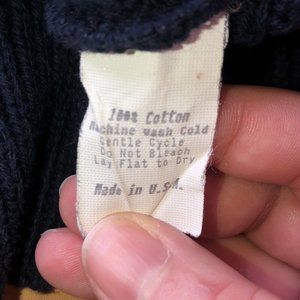 100% Cotton
Machine Wash Cold
Gentle Cycle
Do Not Bleach
Lay Flat to Dry
Made in U.S.A.